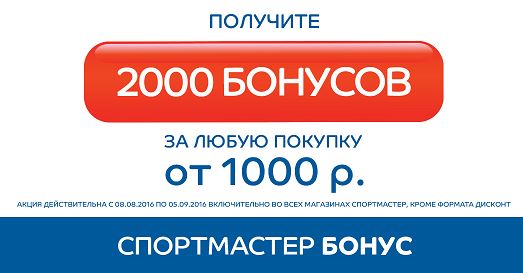 ПОЛУЧИТЕ
2000 БОНУСОВ
ЗА ЛЮБУЮ ПОКУПКУ
от 1000 р.
АКЦИЯ ДЕЙСТВИТЕЛЬНА С 08.08.2016 ПО 05.09.2016 ВКЛЮЧИТЕЛЬНО ВО ВСЕХ МАГАЗИНАХ СПОРТМАСТЕР, КРОМЕ ФОРМАТА ДИСКОНТ
СПОРТМАСТЕР БОНУС